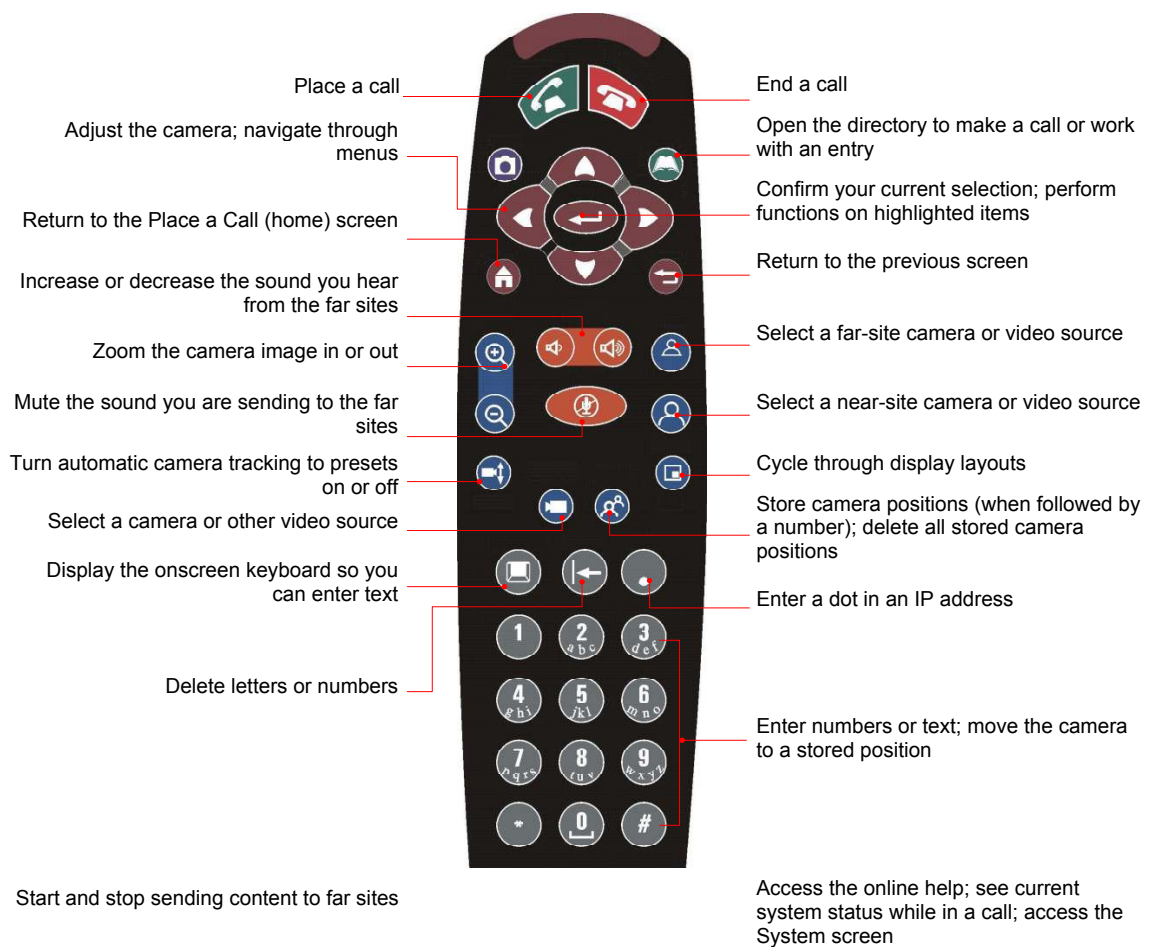 Place a call
Adjust the camera; navigate through
menus
Return to the Place a Call (home) screen
Increase or decrease the sound you hear
from the far sites
Zoom the camera image in or out
Mute the sound you are sending to the far
sites
Turn automatic camera tracking to presets
on or off
Select a camera or other video source
Display the onscreen keyboard so you
can enter text
Delete letters or numbers
Start and stop sending content to far sites
End a call
Open the directory to make a call or work
with an entry
Confirm your current selection; perform
functions on highlighted items
Return to the previous screen
Select a far-site camera or video source
Select a near-site camera or video source
Cycle through display layouts
Store camera positions (when followed by
a number); delete all stored camera
positions
Enter a dot in an IP address
Enter numbers or text; move the camera
to a stored position
Access the online help; see current
system status while in a call; access the
System screen
.
1
2
abc
3
def
4
ghi
5
jkl
6
mno
7
pqrs
8
tuv
9
wxyz
*
0
#